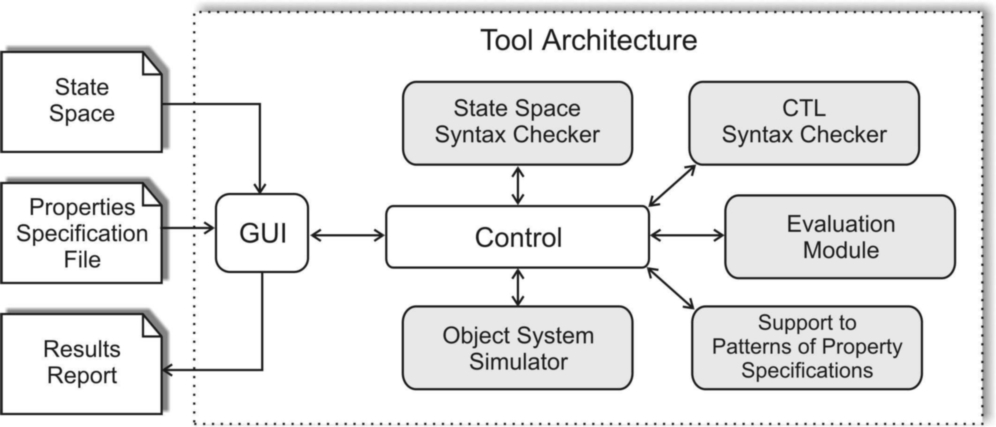 Tool Architecture
State
Space
Properties
Specification
File
Results
Report
GUI
Control
State Space
Syntax Checker
CTL
Syntax Checker
Evaluation
Module
Object System
Simulator
Support to
Patterns of Property
Specifications